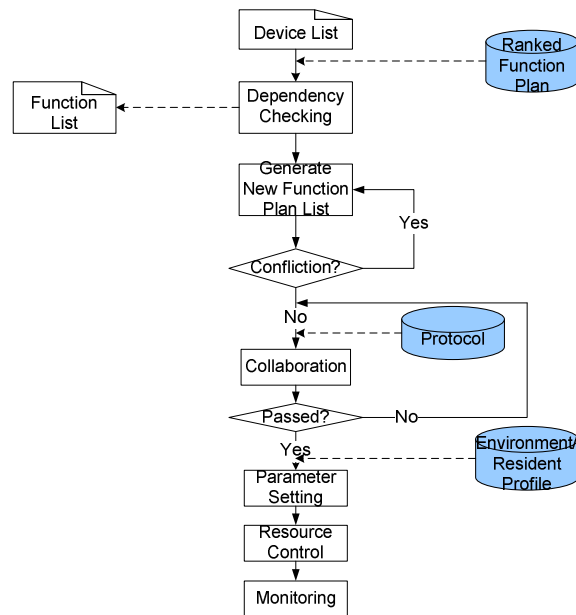 Device List
Ranked
Function
Plan
Function
List
Dependency
Checking
Generate
New Function
Plan List
Yes
Confliction?
No
Protocol
Collaboration
Passed?
No
Yes
Environment/
Resident
Profile
Parameter
Setting
Resource
Control
Monitoring